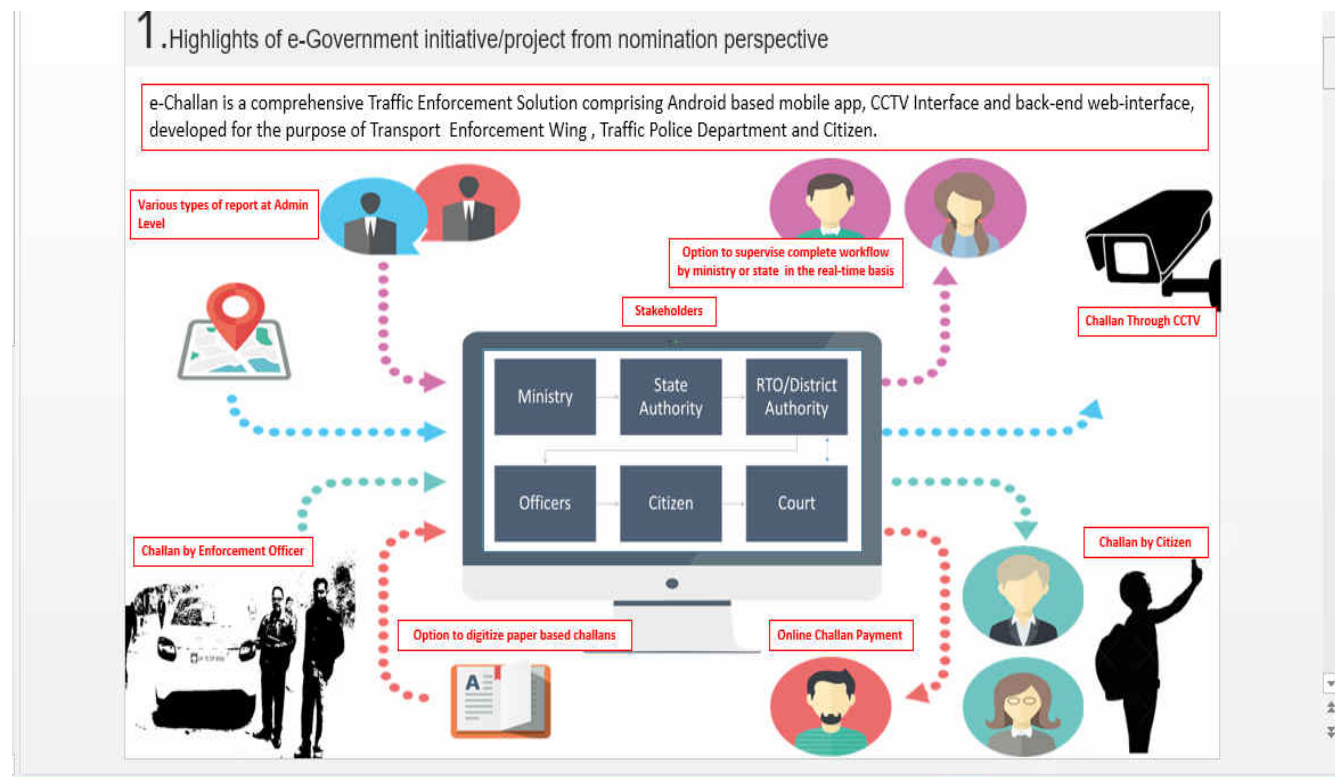 1.Highlights of e-Government initiative/project from nomination perspective
e-Challan is a comprehensive Traffic Enforcement Solution comprising Android based mobile app, CCTV Interface and back-end web-interface,
developed for the purpose of Transport Enforcement Wing , Traffic Police Department and Citizen.
Various types of report at Admin
Level
Option to supervise complete workflow
by ministry or state in the real-time basis
Stakeholders
Challan Through CCTV
Ministry
State
Authority
RTO/District
Authority
Officers
Citizen
Court
Challan by Enforcement Officer
Challan by Citizen
Option to digitize paper based challans
Online Challan Payment
A